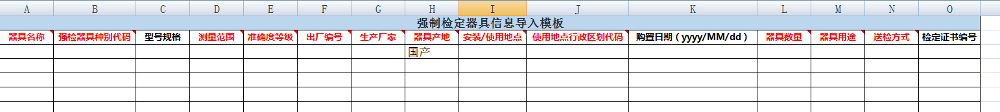 A B C D E F G H I J K L M N O
强制检定器具信息导入模板
器具名称 强检器具种别代码 型号规格 测量范围 准确度等级 出厂编号 生产厂家 器具产地 安装/使用地点 使用地点行政区划代码 购置日期（yyyy/MM/dd） 器具数量 器具用途 送检方式 检定证书编号
国产